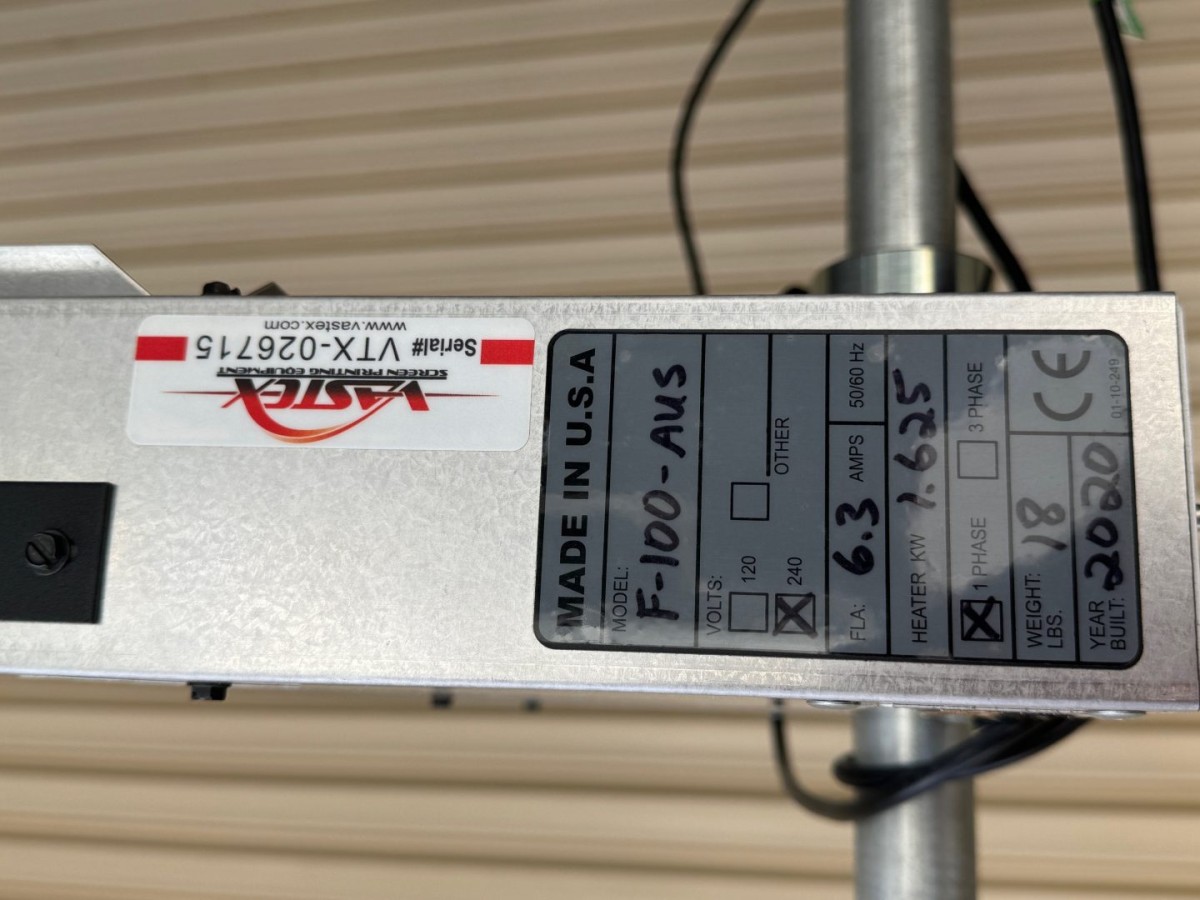 VASTEX
SCREEN PRINTING EQUIPMENT
Serial# VTX-026715
www.vastex.com
MADE IN U.S.A
MODEL:
F-100-AUS
VOLTS:
120
240
OTHER
FLA: 6.3 AMPS 50/60 Hz
HEATER KW 1.625
1 PHASE 3 PHASE
WEIGHT: 18
LBS.
CE
YEAR 2020
BUILT:
01-10-249